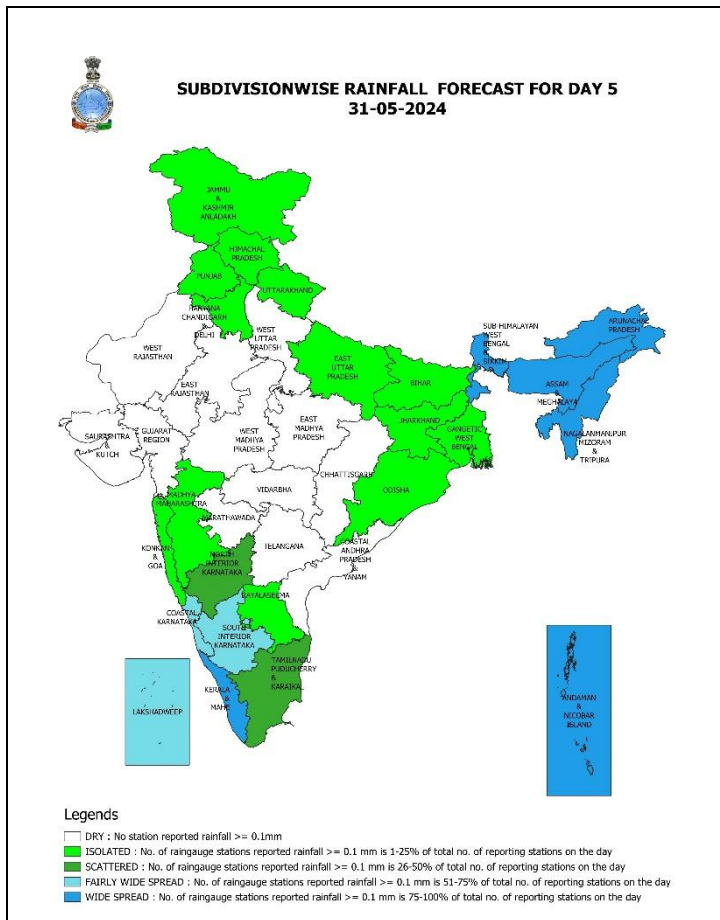 SUBDIVISIONWISE RAINFALL FORECAST FOR DAY 5
31-05-2024
JAMMU
&
KASHMIR
ANLADAKH
HIMACHAL
PRADESH
PUNJAB
UTTARAKHAND
HARYANA
CHANDIGARH
&
DELHI
WEST
UTTAR
PRADESH
WEST
RAJASTHAN
EAST
RAJASTHAN
EAST
UTTAR
PRADESH
BIHAR
SUB-HIMALAYAN
WEST
BENGAL
&
SIKKIM
ARUNACHAL
PRADESH
ASSAM
&
MEGHALAYA
NAGALANMANIPUR
MIZORAM
&
TRIPURA
SAURASHTRA
&
KUTCH
GUJARAT
REGION
WEST
MADHYA
PRADESH
EAST
MADHYA
PRADESH
JHARKHAND
GANGETIC
WEST
BENGAL
CHHATTISGARH
ODISHA
VIDARBHA
MADHYA
MAHARASHTRA
MARATHAWADA
KONKAN
&
GOA
TELANGANA
COASTAL
ANDHRA
PRADESH
&
YANAM
NORTH
INTERIOR
KARNATAKA
RAYALASEEMA
COASTAL
KARNATAKA
SOUTH
INTERIOR
KARNATAKA
TAMILNADU
PUDUCHERRY
&
KARAIKAL
KERALA
&
MAHE
LAKSHADWEEP
ANDAMAN
&
NICOBAR
ISLAND
Legends
DRY : No station reported rainfall >= 0.1mm
ISOLATED : No. of raingauge stations reported rainfall >= 0.1 mm is 1-25% of total no. of reporting stations on the day
SCATTERED : No. of raingauge stations reported rainfall >= 0.1 mm is 26-50% of total no. of reporting stations on the day
FAIRLY WIDE SPREAD : No. of raingauge stations reported rainfall >= 0.1 mm is 51-75% of total no. of reporting stations on the day
WIDE SPREAD : No. of raingauge stations reported rainfall >= 0.1 mm is 75-100% of total no. of reporting stations on the day